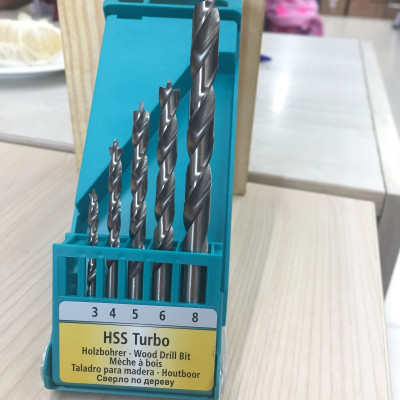 3 4 5 6 8
HSS Turbo
Holzbohrer - Wood Drill Bit
Mèche à bois
Taladro para madera - Houtboor
Сверло по дереву